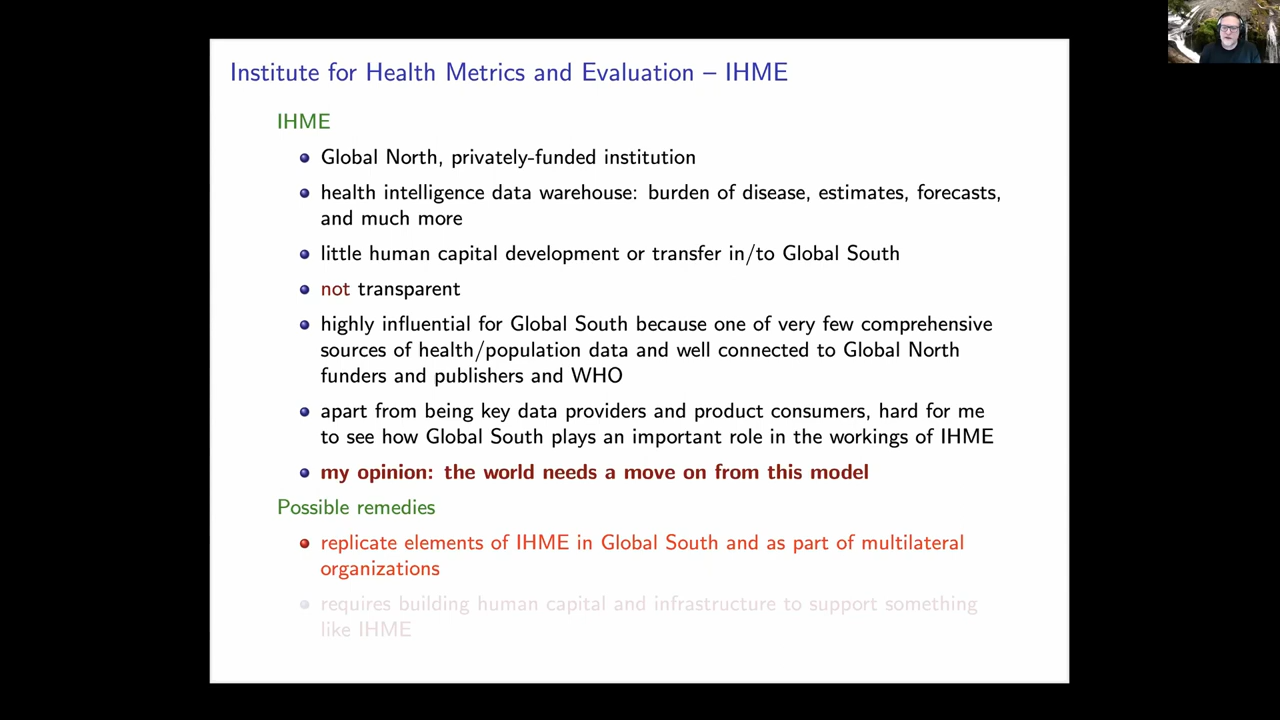 Institute for Health Metrics and Evaluation – IHME
IHME
Global North, privately-funded institution
health intelligence data warehouse: burden of disease, estimates, forecasts,
and much more
little human capital development or transfer in/to Global South
not transparent
highly influential for Global South because one of very few comprehensive
sources of health/population data and well connected to Global North
funders and publishers and WHO
apart from being key data providers and product consumers, hard for me
to see how Global South plays an important role in the workings of IHME
my opinion: the world needs a move on from this model
Possible remedies
replicate elements of IHME in Global South and as part of multilateral
organizations
requires building human capital and infrastructure to support something
like IHME